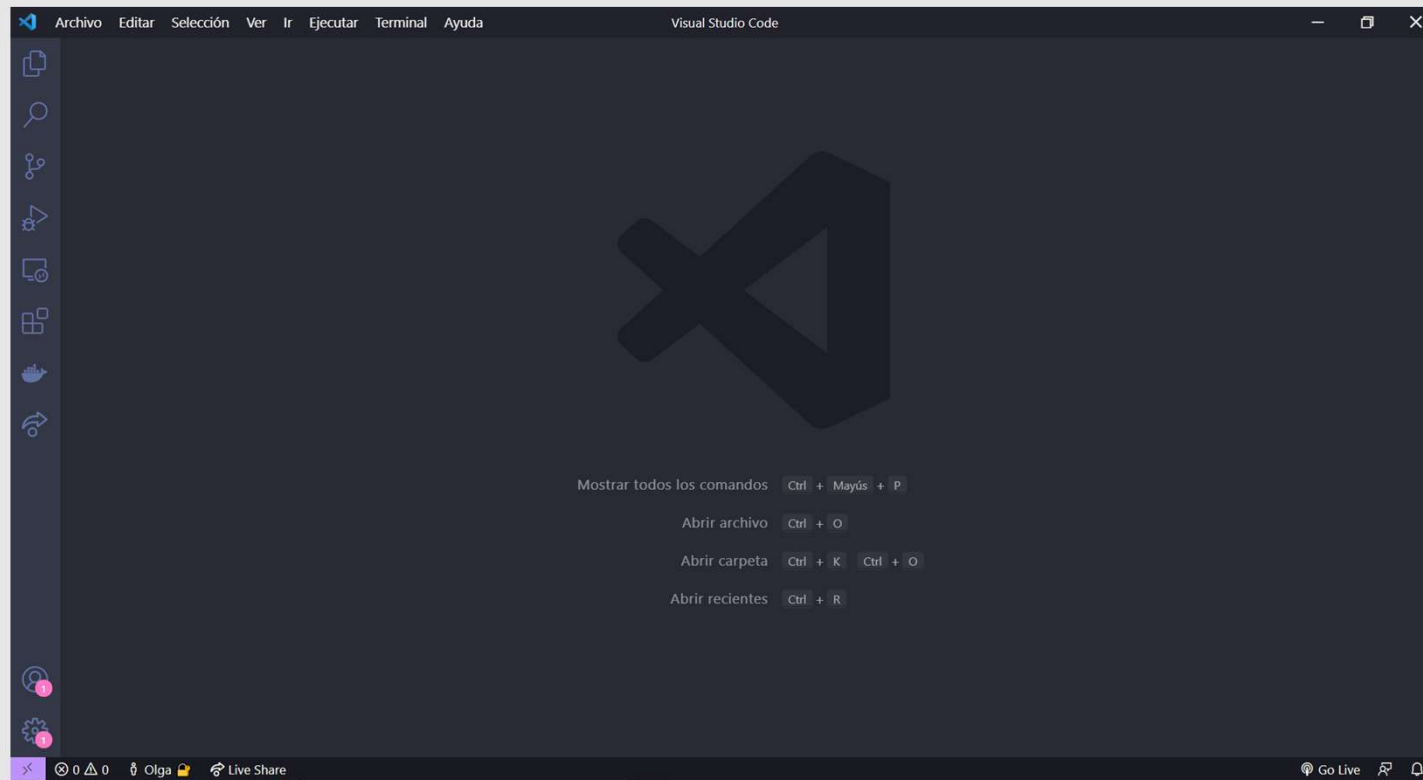 Archivo Editar Selección Ver Ir Ejecutar Terminal Ayuda Visual Studio Code
Mostrar todos los comandos Ctrl + Mayús + P
Abrir archivo Ctrl + O
Abrir carpeta Ctrl + K Ctrl + O
Abrir recientes Ctrl + R
1
1
0 0 Olga Live Share Go Live